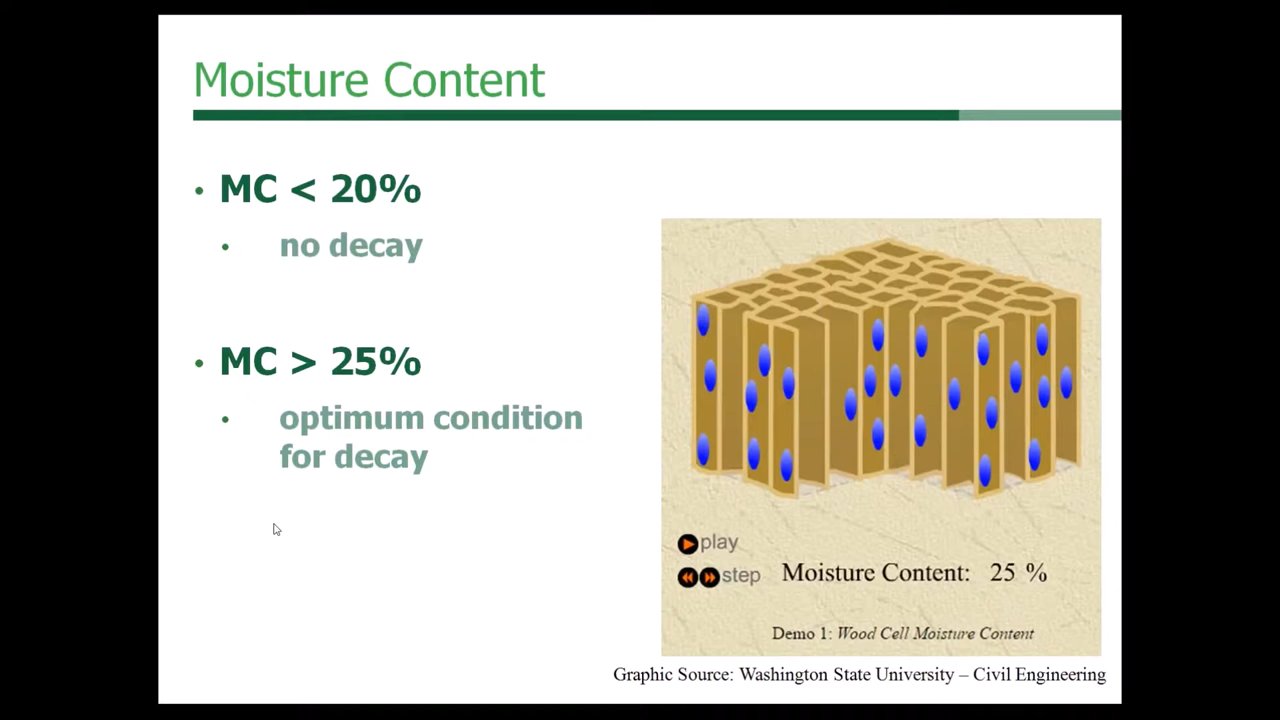 Moisture Content
• MC < 20%
• no decay
• MC > 25%
• optimum condition
for decay
play
step
Moisture Content: 25 %
Demo 1: Wood Cell Moisture Content
Graphic Source: Washington State University – Civil Engineering